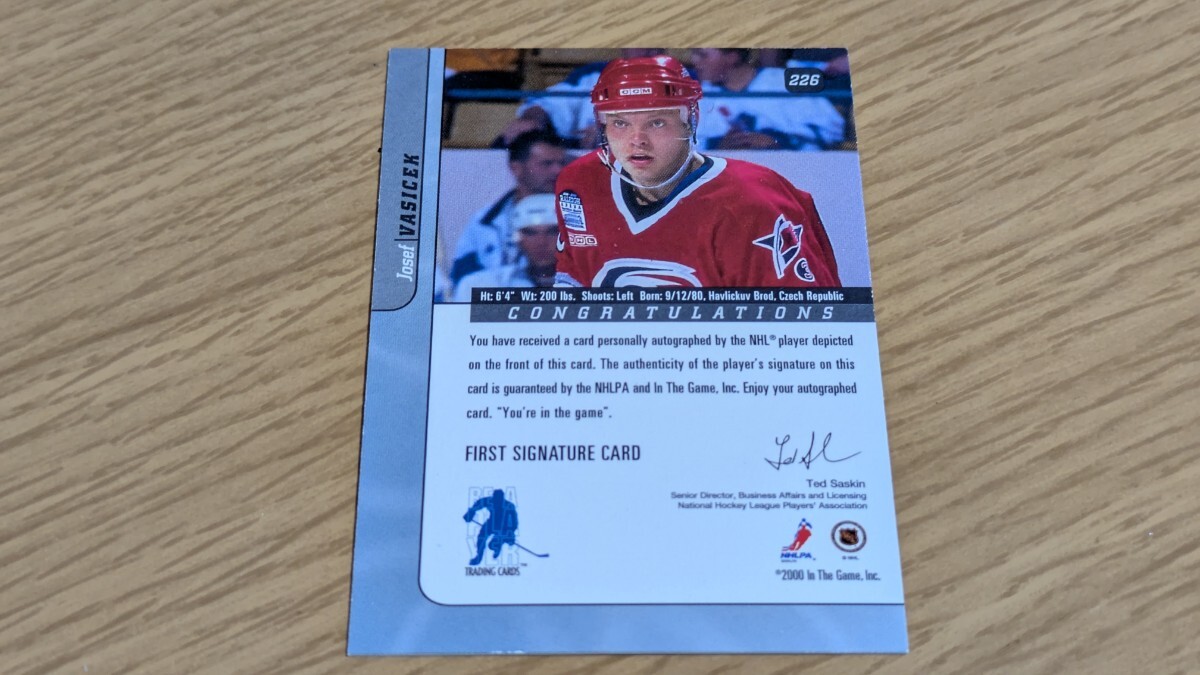 226
CCM
Josef VASICEK
Ht: 6'4" Wt: 200 lbs. Shoots: Left Born: 9/12/80, Havlickuv Brod, Czech Republic
CONGRATULATIONS
You have received a card personally autographed by the NHL® player depicted
on the front of this card. The authenticity of the player's signature on this
card is guaranteed by the NHLPA and In The Game, Inc. Enjoy your autographed
card. "You're in the game".
FIRST SIGNATURE CARD
Ted Saskin
Senior Director, Business Affairs and Licensing
National Hockey League Players' Association
TRADING CARDS™
NHLPA
©2000 In The Game, Inc.